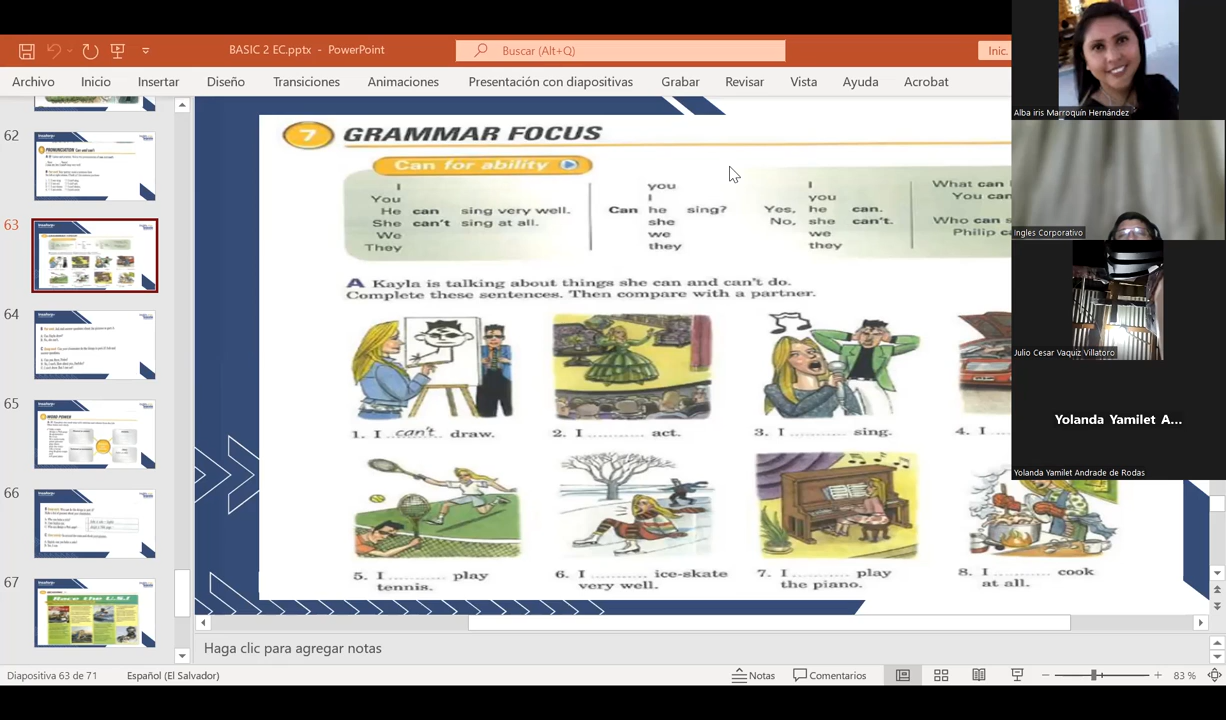 BASIC 2 EC.pptx - PowerPoint
Buscar (Alt+Q)
Inic.
Archivo Inicio Insertar Diseño Transiciones Animaciones Presentación con diapositivas Grabar Revisar Vista Ayuda Acrobat
62
63
64
65
66
67
7 GRAMMAR FOCUS
Can for ability
I
You
He can sing very well.
She can't sing at all.
We
They
you
I
Can he sing?
she
we
they
I
you
Yes, he can.
No, she can't.
we
they
What can
You can
Who can s
Philip c
A Kayla is talking about things she can and can't do.
Complete these sentences. Then compare with a partner.
1. I can't draw.
2. I .......... act.
3. I .......... sing.
4. I
5. I .......... play
tennis.
6. I .......... ice-skate
very well.
7. I .......... play
the piano.
8. I .......... cook
at all.
Alba iris Marroquín Hernández
Ingles Corporativo
Julio Cesar Vaquiz Villatoro
Yolanda Yamilet A...
Yolanda Yamilet Andrade de Rodas
Haga clic para agregar notas
Diapositiva 63 de 71 Español (El Salvador) Notas Comentarios 83 %